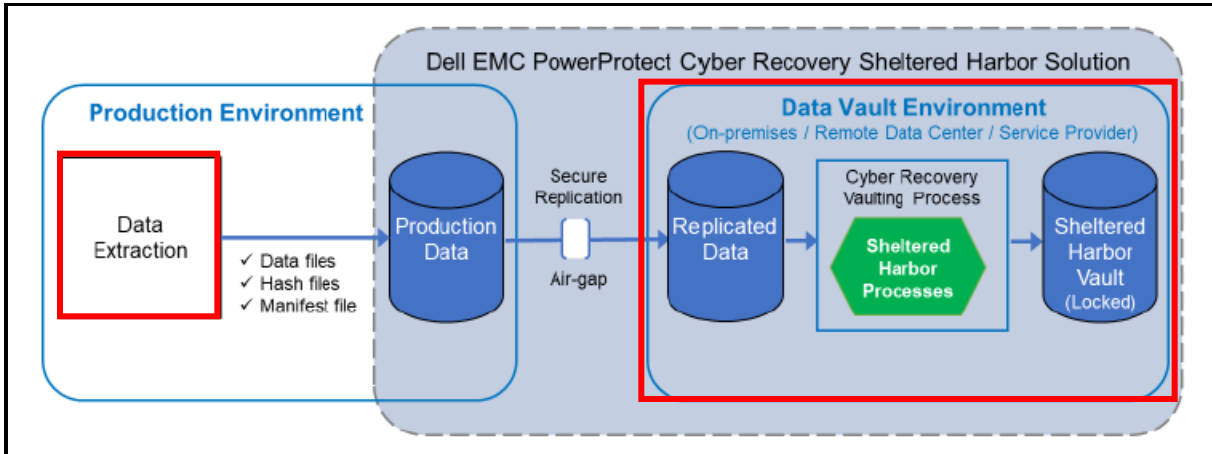 Dell EMC PowerProtect Cyber Recovery Sheltered Harbor Solution
Production Environment
Data
Extraction
✓ Data files
✓ Hash files
✓ Manifest file
Production
Data
Secure
Replication
Air-gap
Data Vault Environment
(On-premises / Remote Data Center / Service Provider)
Replicated
Data
Cyber Recovery
Vaulting Process
Sheltered
Harbor
Processes
Sheltered
Harbor
Vault
(Locked)